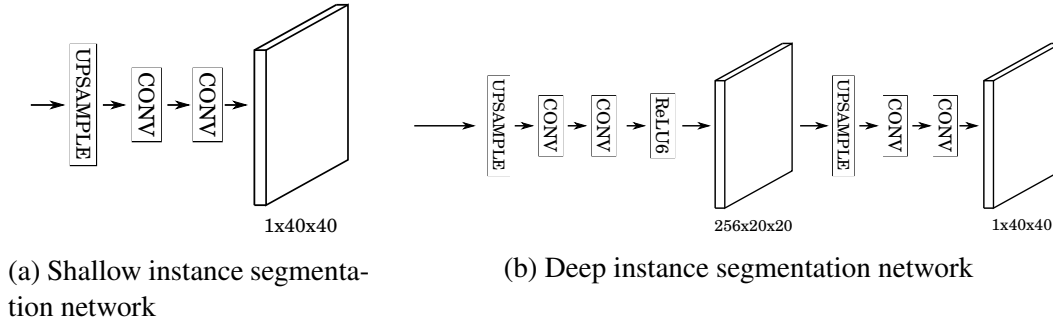 UPSAMPLE
CONV
CONV
1x40x40
(a) Shallow instance segmenta-
tion network
UPSAMPLE
CONV
CONV
ReLU6
256x20x20
UPSAMPLE
CONV
CONV
1x40x40
(b) Deep instance segmentation network